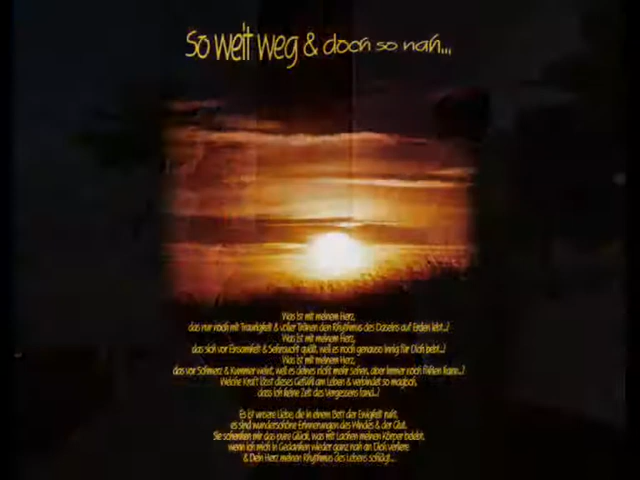 So weit weg & doch so nah...
Was ist mit meinem Herz,
das nur noch mit Traurigkeit & voller Tränen den Rhythmus des Daseins auf Erden lebt...?
Was ist mit meinem Herz,
das sich vor Einsamkeit & Sehnsucht quält, weil es noch genauso innig für Dich bebt...?
Was ist mit meinem Herz,
das vor Schmerz & Kummer weint, weil es deines nicht mehr sehen, aber immer noch fühlen kann...?
Welche Kraft lässt dieses Gefühl am Leben & verbindet so magisch,
dass ich keine Zeit des Vergessens fand...?
Es ist unsere Liebe, die in einem Bett der Ewigkeit ruht,
es sind wunderschöne Erinnerungen des Windes & der Glut.
Sie schenken mir das pure Glück, was mit Lachen meinen Körper belebt,
wenn ich mich in Gedanken wieder ganz nah an Dich verliere
& Dein Herz meinen Rhythmus des Lebens schlägt...